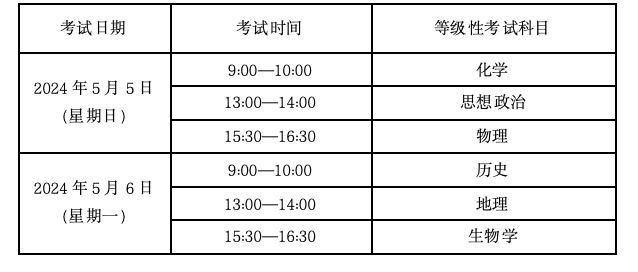 考试日期 考试时间 等级性考试科目
2024 年 5 月 5 日
(星期日)
9:00—10:00 化学
13:00—14:00 思想政治
15:30—16:30 物理
2024 年 5 月 6 日
(星期一)
9:00—10:00 历史
13:00—14:00 地理
15:30—16:30 生物学